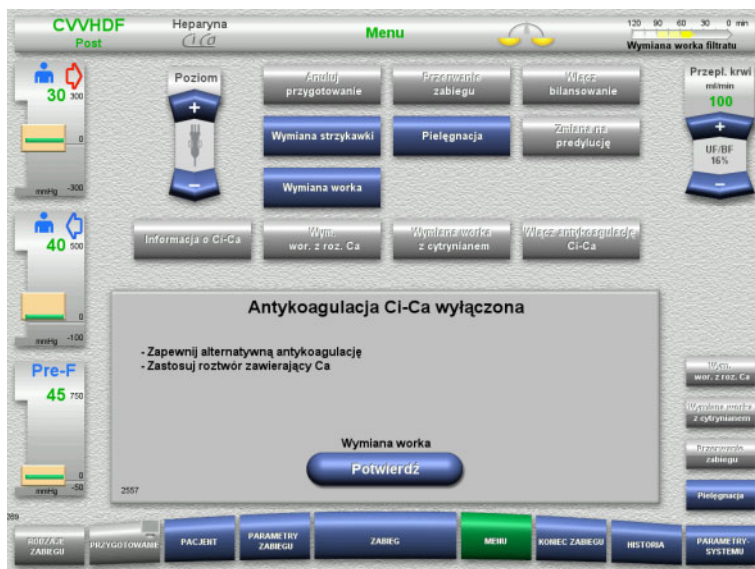 CVVHDF
Post
Heparyna
CiCa
Menu
120 90 60 30 0 min
Wymiana worka filtratu
30 300
0
mmHg -300
40 500
0
mmHg -100
Pre-F
45 750
0
mmHg -50
Poziom
+
−
Anuluj
przygotowanie
Przerwanie
zabiegu
Włącz
bilansowanie
Wymiana strzykawki
Pielęgnacja
Zmiana na
predylucję
Wymiana worka
Przepl. krwi
ml/min
100
+
UF/BF
16%
−
Informacja o Ci-Ca
Wym.
wor. z roz. Ca
Wymiana worka
z cytrynianem
Włącz antykoagulację
Ci-Ca
Antykoagulacja Ci-Ca wyłączona
- Zapewnij alternatywną antykoagulację
- Zastosuj roztwór zawierający Ca
Wymiana worka
Potwierdź
2557
Wym.
wor. z roz. Ca
Wymiana worka
z cytrynianem
Przerwanie
zabiegu
Pielęgnacja
RODZAJE
ZABIEGU
PRZYGOTOWANIE
PACJENT
PARAMETRY
ZABIEGU
ZABIEG
MENU
KONIEC ZABIEGU
HISTORIA
PARAMETRY-
SYSTEMU